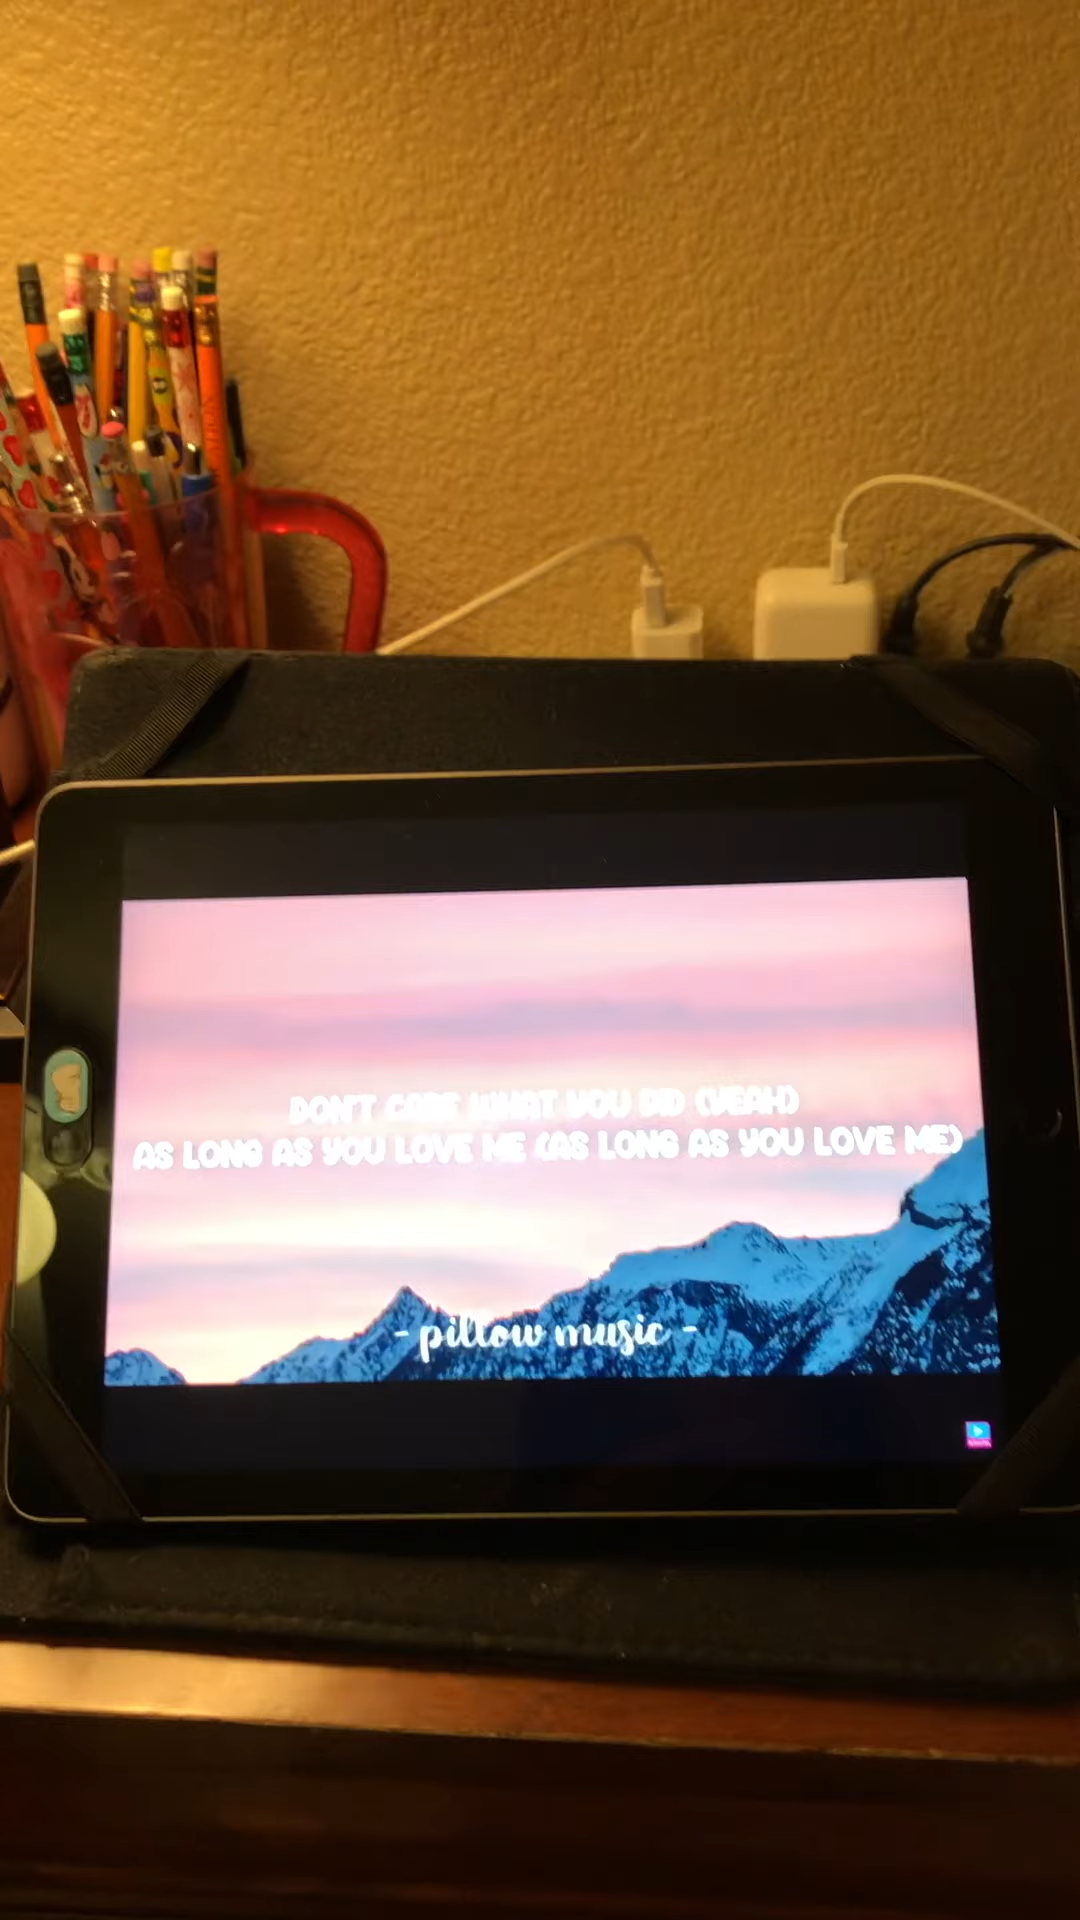 DON'T CARE WHAT YOU DID (YEAH)
AS LONG AS YOU LOVE ME (AS LONG AS YOU LOVE ME)
- pillow music -